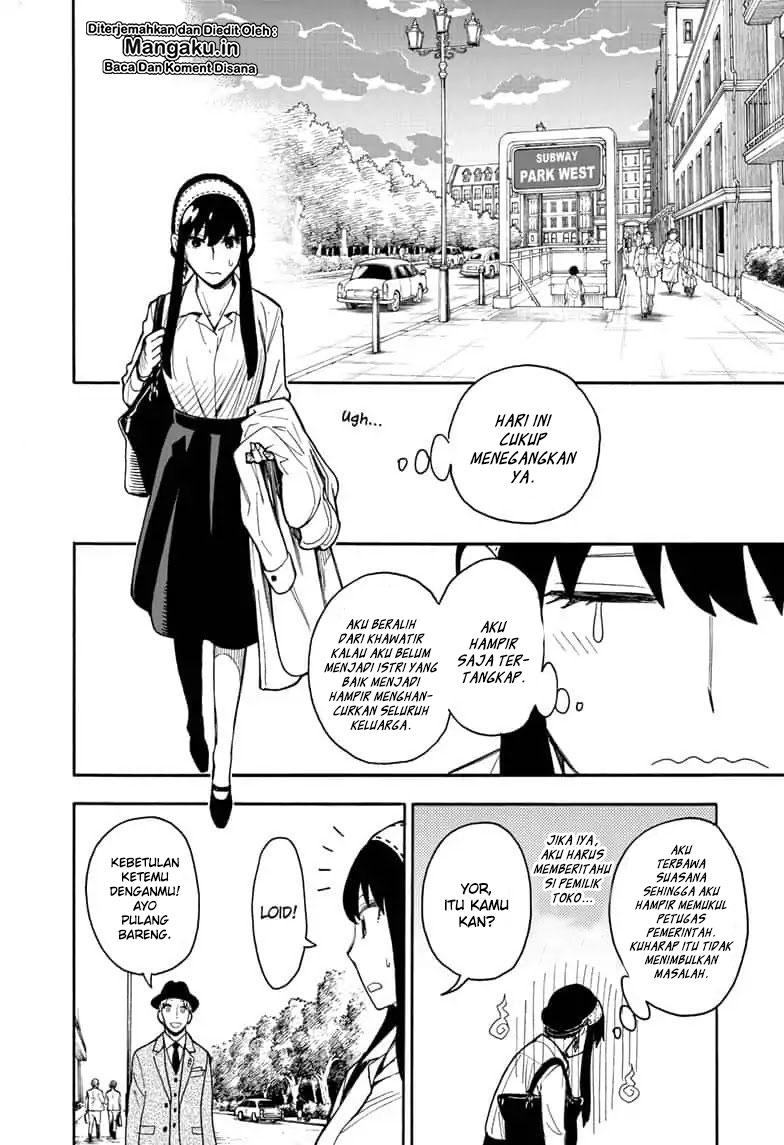 Diterjemahkan dan Diedit Oleh:
Mangaku.in
Baca Dan Koment Disana
SUBWAY
PARK WEST
Ugh...
HARI INI
CUKUP
MENEGANGKAN
YA.
AKU
HAMPIR
SAJA TER-
TANGKAP.
AKU BERALIH
DARI KHAWATIR
KALAU AKU BELUM
MENJADI ISTRI YANG
BAIK MENJADI
HAMPIR MENGHAN-
CURKAN SELURUH
KELUARGA.
AKU
TERBAWA
SUASANA
SEHINGGA AKU
HAMPIR MEMUKUL
PETUGAS
PEMERINTAH.
KUHARAP ITU TIDAK
MENIMBULKAN
MASALAH.
JIKA IYA,
AKU HARUS
MEMBERITAHU
SI PEMILIK
TOKO...
YOR,
ITU KAMU
KAN?
LOID!
KEBETULAN
KETEMU
DENGANMU!
AYO
PULANG
BARENG.